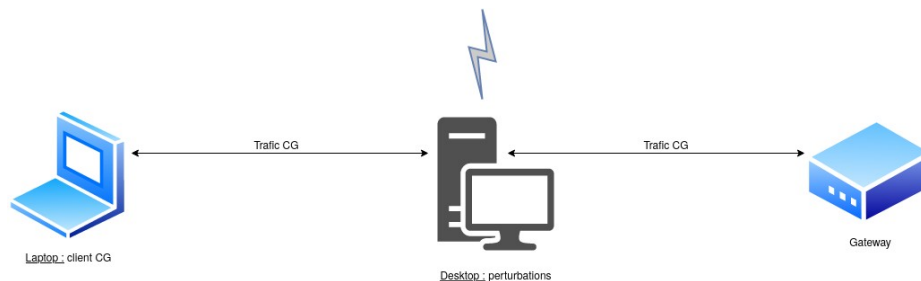 Trafic CG
Trafic CG
Laptop : client CG
Gateway
Desktop : perturbations